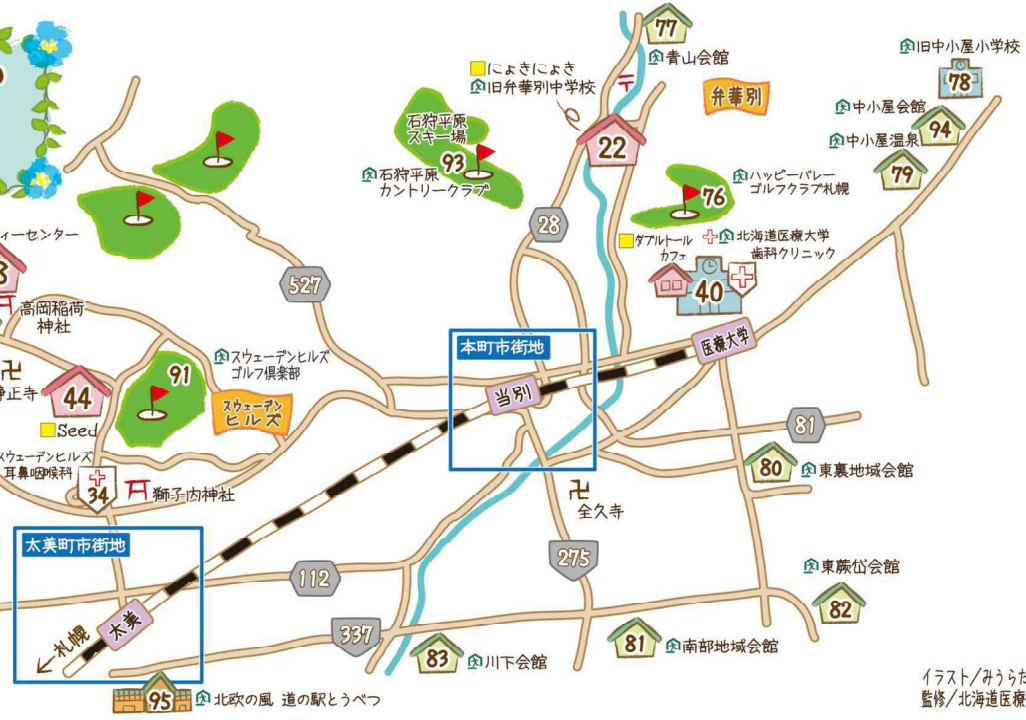 77
青山会館
にょきにょき
旧弁華別中学校
弁華別
旧中小屋小学校
78
中小屋会館
94
中小屋温泉
79
石狩平原
スキー場
93
石狩平原
カントリークラブ
22
76
ハッピーバレー
ゴルフクラブ札幌
28
ダブルトール
カフェ
北海道医療大学
歯科クリニック
40
ィーセンター
高岡稲荷
神社
527
本町市街地
医療大学
当別
91
スウェーデンヒルズ
ゴルフ倶楽部
スウェーデン
ヒルズ
44
Seed
スウェーデンヒルズ
耳鼻咽喉科
34
獅子内神社
81
80
東裏地域会館
全久寺
太美町市街地
112
275
東蕨岱会館
82
太美
札幌
337
83
川下会館
81
南部地域会館
95
北欧の風 道の駅とうべつ
イラスト/みうらた
監修/北海道医療